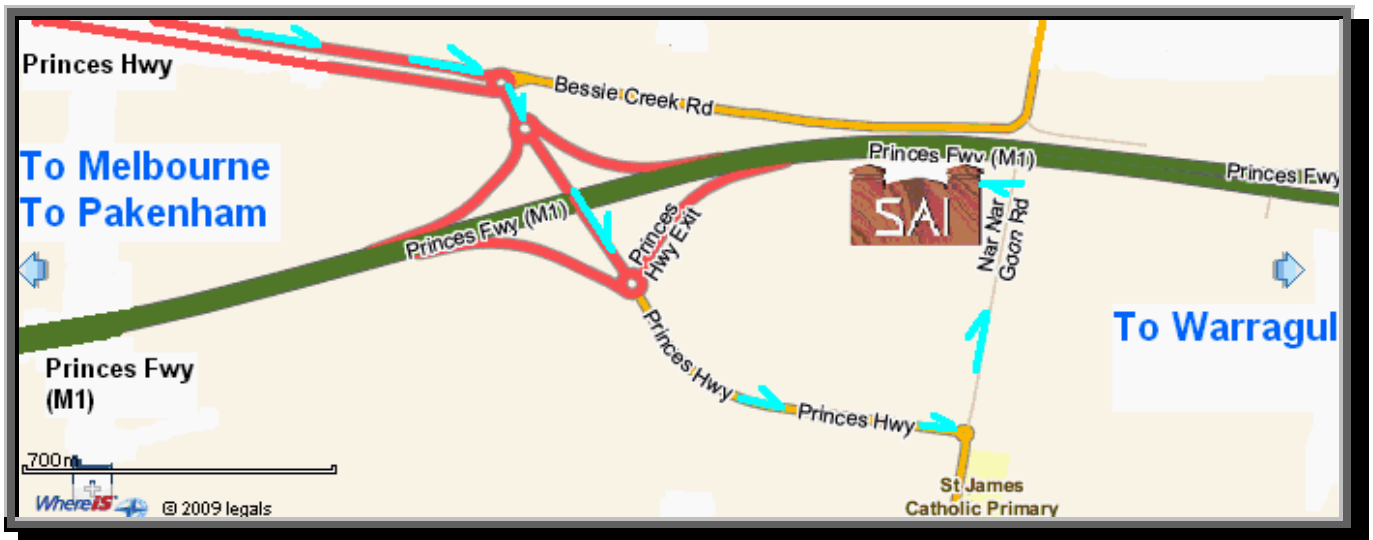 Princes Hwy
Bessie Creek Rd
Princes Fwy (M1)
Princes Fwy
To Melbourne
To Pakenham
SAI
Princes
Hwy Exit
Nar Nar
Goon Rd
Princes Fwy (M1)
To Warragul
Princes Hwy
Princes Fwy
(M1)
Princes Hwy
700m
St James
Catholic Primary
WhereiS
© 2009 legals